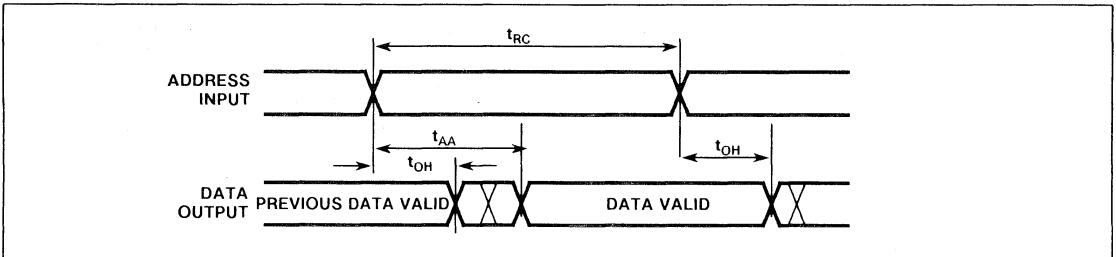 tRC
ADDRESS
INPUT
tAA
tOH
tOH
DATA
OUTPUT
PREVIOUS DATA VALID
DATA VALID